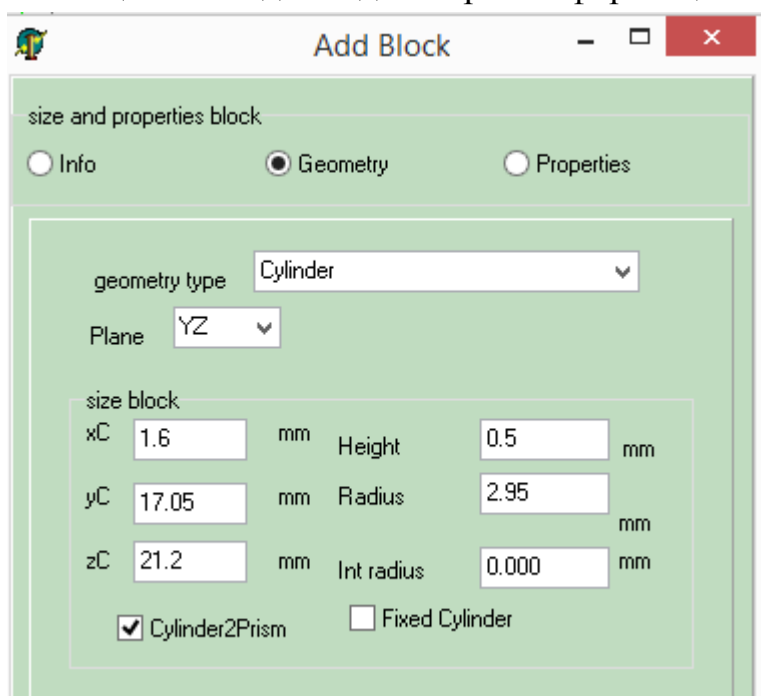 Add Block
size and properties block
Info Geometry Properties
geometry type Cylinder
Plane YZ
size block
xC 1.6 mm Height 0.5 mm
yC 17.05 mm Radius 2.95 mm
zC 21.2 mm Int radius 0.000 mm
Cylinder2Prism Fixed Cylinder